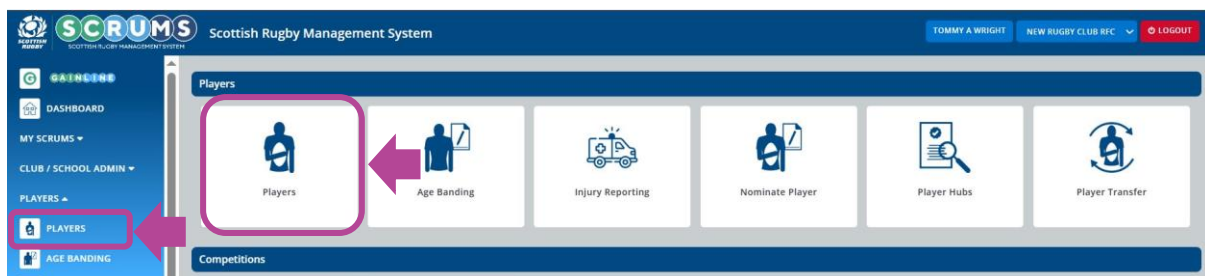 SCOTTISH RUGBY
SCRUMS
SCOTTISH RUGBY MANAGEMENT SYSTEM
Scottish Rugby Management System
TOMMY A WRIGHT
NEW RUGBY CLUB RFC
LOGOUT
GAINLINE
DASHBOARD
MY SCRUMS
CLUB / SCHOOL ADMIN
PLAYERS
PLAYERS
AGE BANDING
Players
Players
Age Banding
Injury Reporting
Nominate Player
Player Hubs
Player Transfer
Competitions